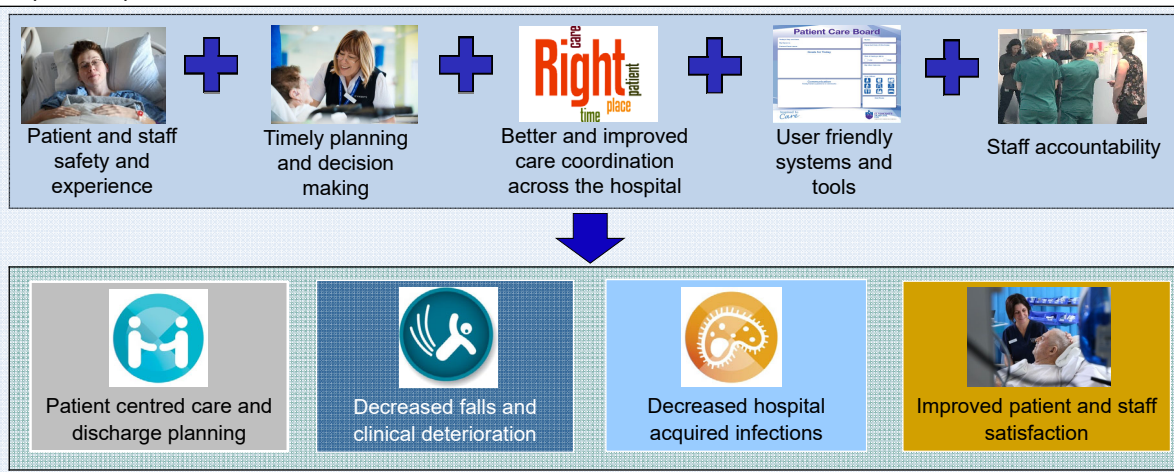 Patient and staff
safety and
experience
Timely planning
and decision
making
Right
care
patient
place
time
Better and improved
care coordination
across the hospital
Patient Care Board
Care
User friendly
systems and
tools
Staff accountability
Patient centred care and
discharge planning
Decreased falls and
clinical deterioration
Decreased hospital
acquired infections
Improved patient and staff
satisfaction